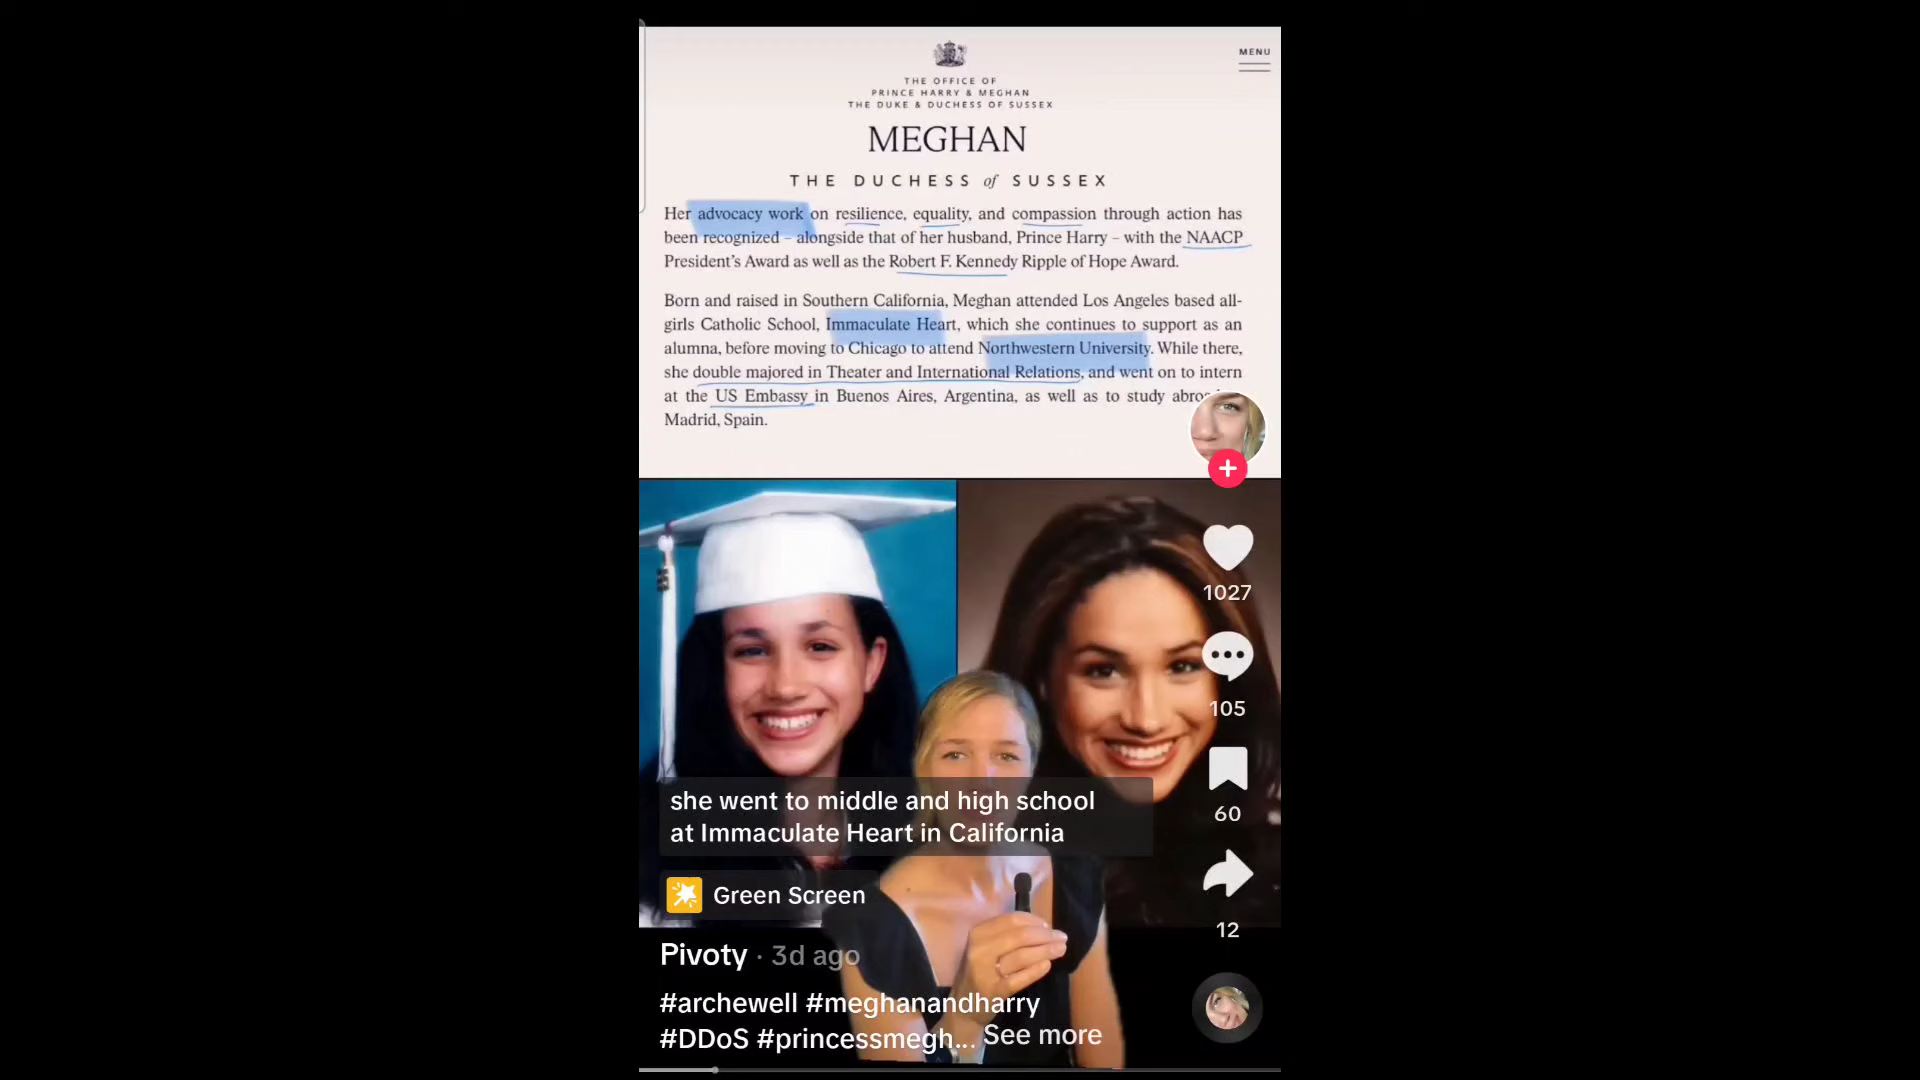 MENU
THE OFFICE OF
PRINCE HARRY & MEGHAN
THE DUKE & DUCHESS OF SUSSEX
MEGHAN
THE DUCHESS of SUSSEX
Her advocacy work on resilience, equality, and compassion through action has
been recognized – alongside that of her husband, Prince Harry – with the NAACP
President's Award as well as the Robert F. Kennedy Ripple of Hope Award.
Born and raised in Southern California, Meghan attended Los Angeles based all-
girls Catholic School, Immaculate Heart, which she continues to support as an
alumna, before moving to Chicago to attend Northwestern University. While there,
she double majored in Theater and International Relations, and went on to intern
at the US Embassy in Buenos Aires, Argentina, as well as to study
Madrid, Spain.
1027
105
60
12
she went to middle and high school
at Immaculate Heart in California
Green Screen
Pivoty · 3d ago
#archewell #meghanandharry
#DDoS #princessmegh... See more